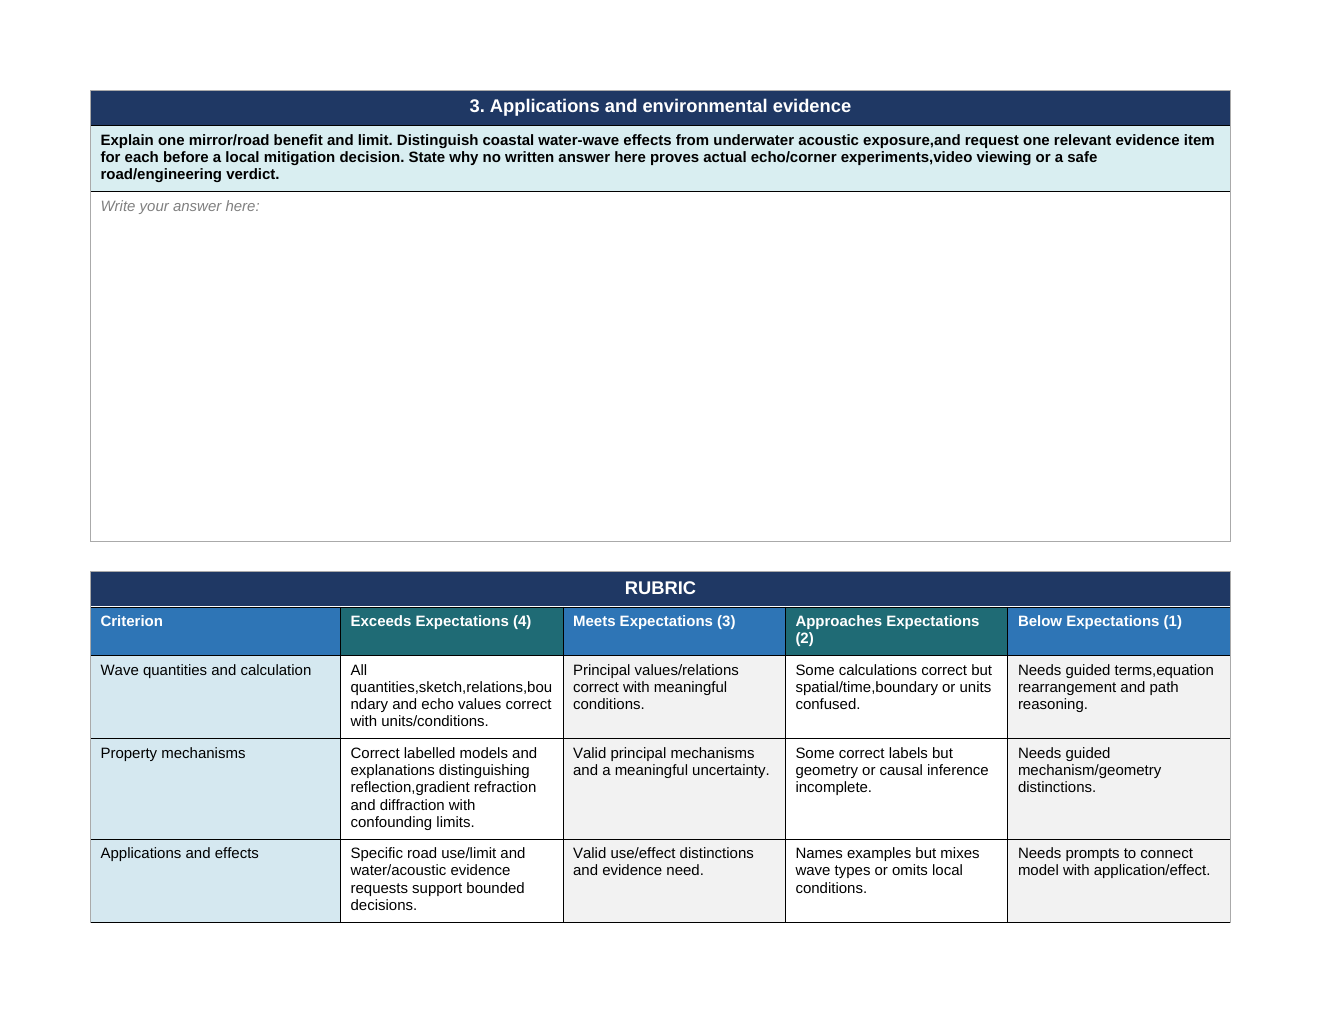 3. Applications and environmental evidence
Explain one mirror/road benefit and limit. Distinguish coastal water-wave effects from underwater acoustic exposure,and request one relevant evidence item
for each before a local mitigation decision. State why no written answer here proves actual echo/corner experiments,video viewing or a safe
road/engineering verdict.
Write your answer here:
RUBRIC
Criterion
Exceeds Expectations (4)
Meets Expectations (3)
Approaches Expectations
(2)
Below Expectations (1)
Wave quantities and calculation
All
quantities,sketch,relations,bou
ndary and echo values correct
with units/conditions.
Principal values/relations
correct with meaningful
conditions.
Some calculations correct but
spatial/time,boundary or units
confused.
Needs guided terms,equation
rearrangement and path
reasoning.
Property mechanisms
Correct labelled models and
explanations distinguishing
reflection,gradient refraction
and diffraction with
confounding limits.
Valid principal mechanisms
and a meaningful uncertainty.
Some correct labels but
geometry or causal inference
incomplete.
Needs guided
mechanism/geometry
distinctions.
Applications and effects
Specific road use/limit and
water/acoustic evidence
requests support bounded
decisions.
Valid use/effect distinctions
and evidence need.
Names examples but mixes
wave types or omits local
conditions.
Needs prompts to connect
model with application/effect.